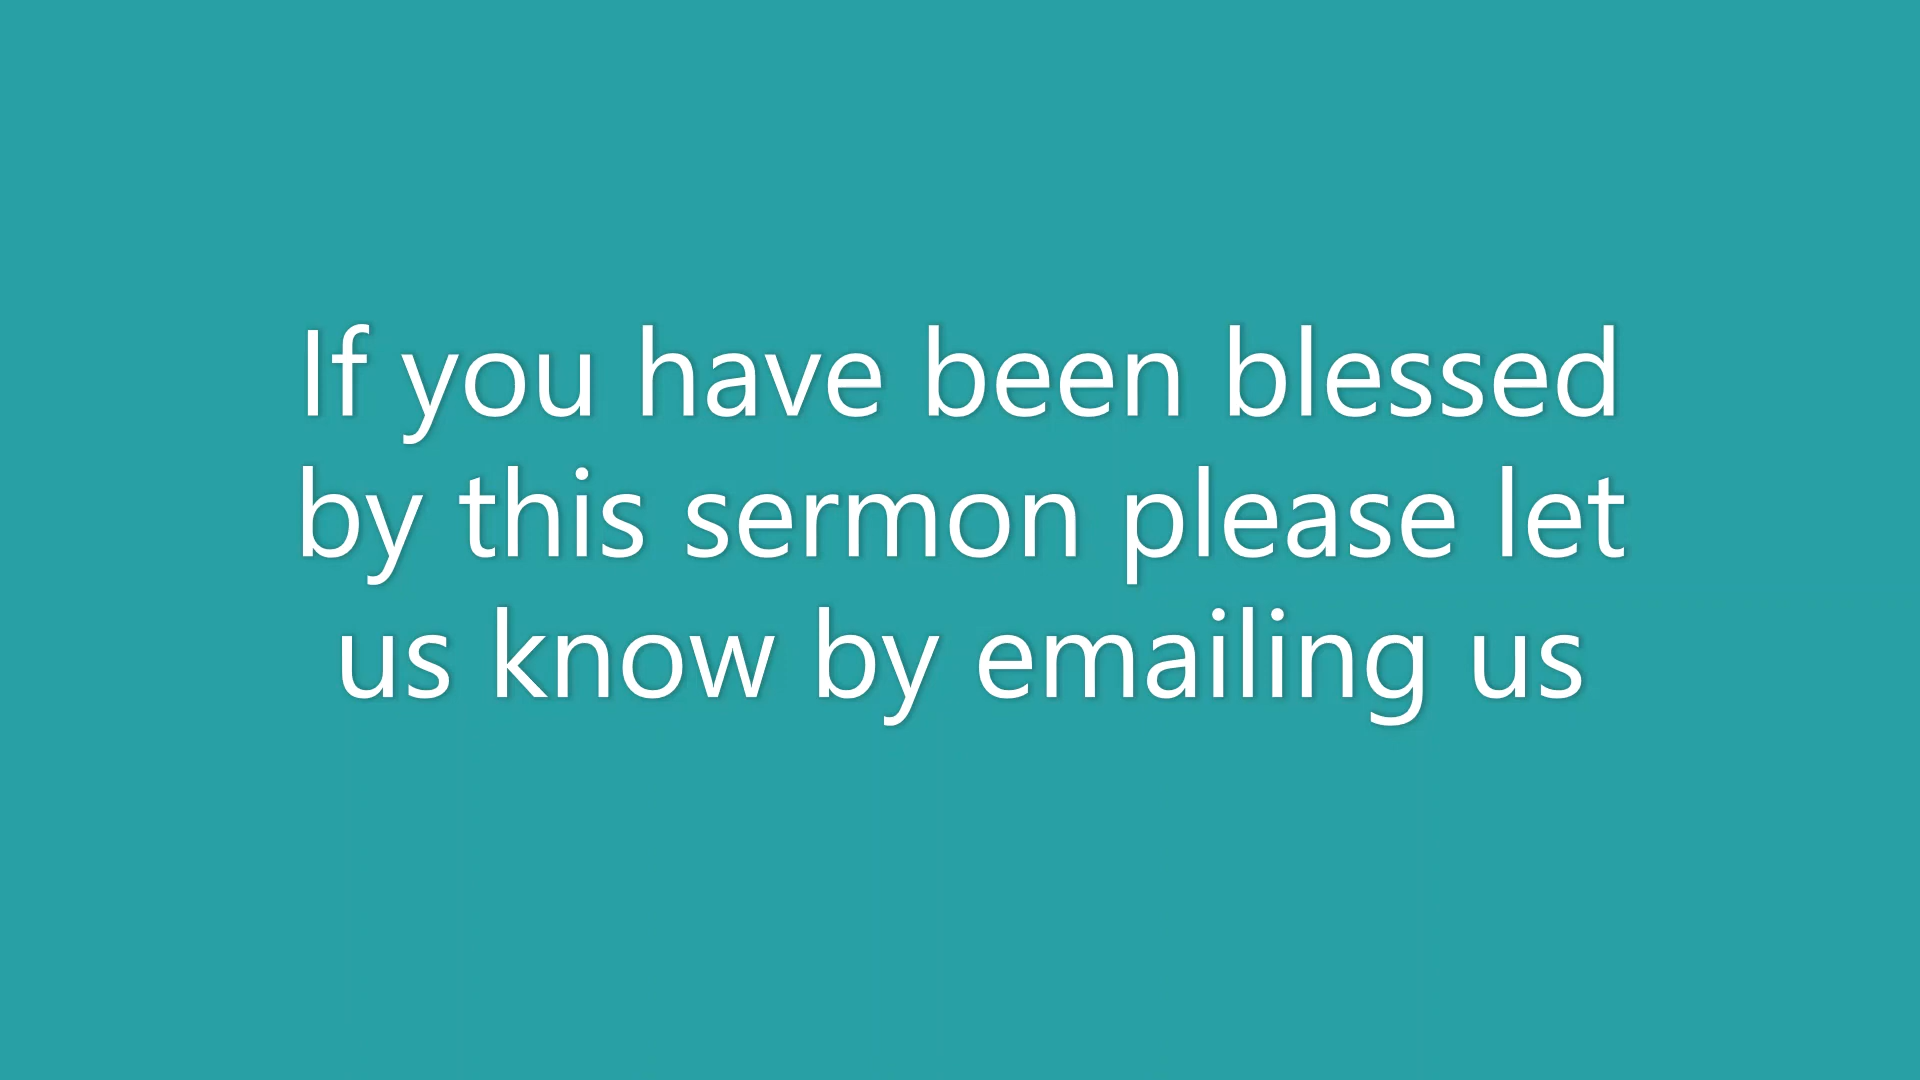 If you have been blessed
by this sermon please let
us know by emailing us